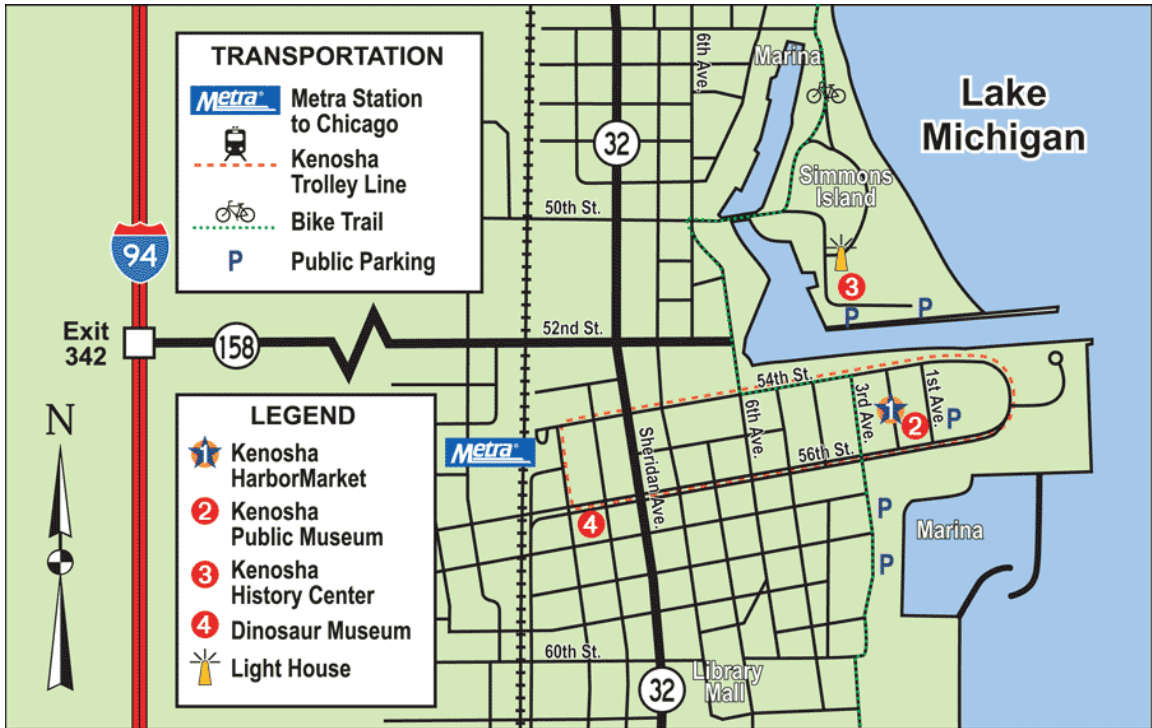 TRANSPORTATION
Metra®
Metra Station
to Chicago
Kenosha
Trolley Line
Bike Trail
P
Public Parking
94
Exit
342
158
N
LEGEND
1
Kenosha
HarborMarket
2
Kenosha
Public Museum
3
Kenosha
History Center
4
Dinosaur Museum
Light House
32
6th Ave.
Marina
Lake
Michigan
Simmons
Island
50th St.
3
P
P
52nd St.
54th St.
3rd Ave.
1st Ave.
1
2
P
6th Ave.
56th St.
Metra®
Sheridan Ave.
4
P
Marina
P
60th St.
Library
Mall
32